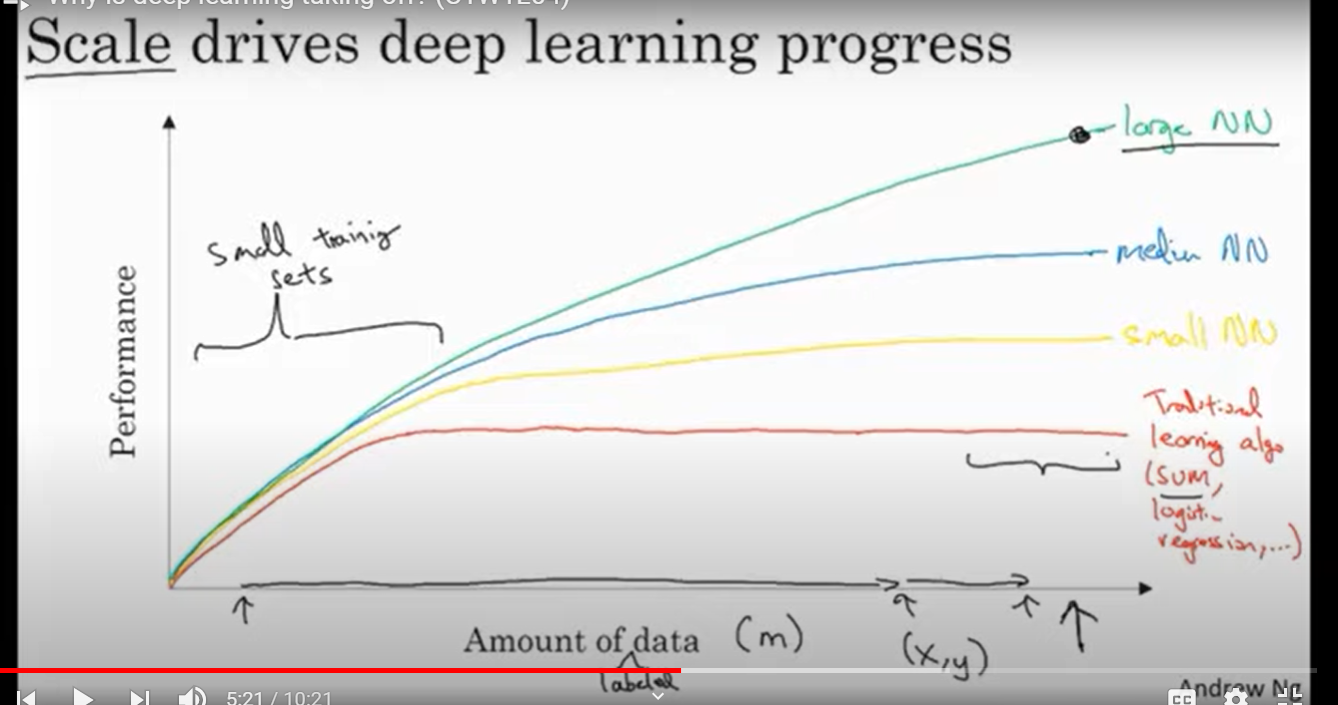 Why is deep learning taking off? (C1W1L04)
Scale drives deep learning progress
large NN
small training
sets
medium NN
small NN
Performance
Traditional
learning algo
(SVM,
logistic
regression,...)
Amount of data (m)
labeled
(x,y)
5:21 / 10:21
CC
Andrew Ng